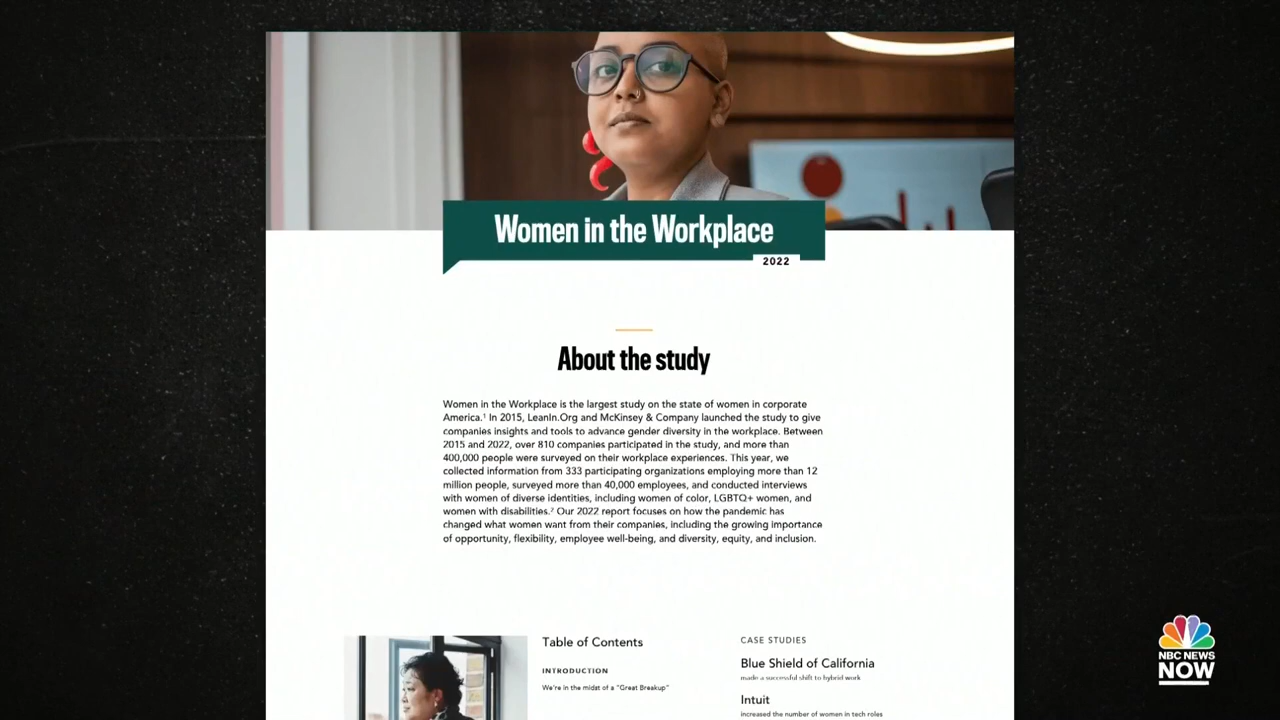 Women in the Workplace
2022
About the study
Women in the Workplace is the largest study on the state of women in corporate
America.¹ In 2015, LeanIn.Org and McKinsey & Company launched the study to give
companies insights and tools to advance gender diversity in the workplace. Between
2015 and 2022, over 810 companies participated in the study, and more than
400,000 people were surveyed on their workplace experiences. This year, we
collected information from 333 participating organizations employing more than 12
million people, surveyed more than 40,000 employees, and conducted interviews
with women of diverse identities, including women of color, LGBTQ+ women, and
women with disabilities.² Our 2022 report focuses on how the pandemic has
changed what women want from their companies, including the growing importance
of opportunity, flexibility, employee well-being, and diversity, equity, and inclusion.
Table of Contents
INTRODUCTION
We're in the midst of a "Great Breakup"
CASE STUDIES
Blue Shield of California
made a successful shift to hybrid work
Intuit
increased the number of women in tech roles
NBC NEWS
NOW